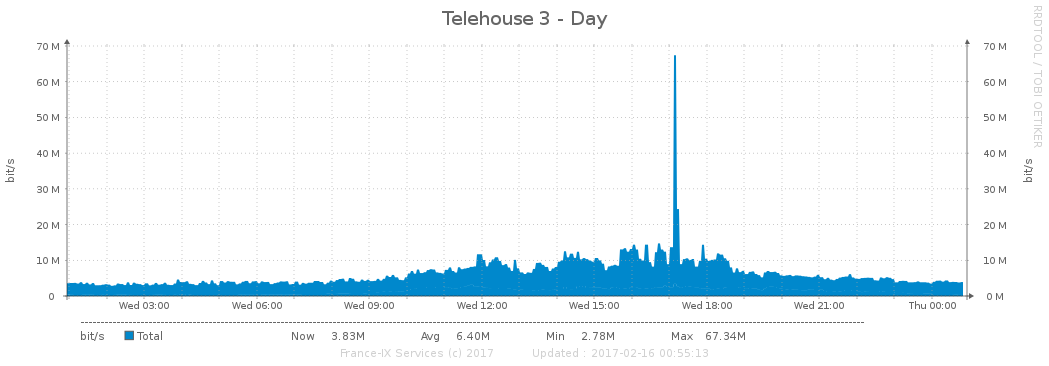 Telehouse 3 - Day
RRDTOOL / TOBI OETIKER
70 M 70 M
60 M 60 M
50 M 50 M
40 M 40 M
30 M 30 M
20 M 20 M
10 M 10 M
0 0 M
bit/s
bit/s
Wed 03:00 Wed 06:00 Wed 09:00 Wed 12:00 Wed 15:00 Wed 18:00 Wed 21:00 Thu 00:00
bit/s Total Now 3.83M Avg 6.40M Min 2.78M Max 67.34M
France-IX Services (c) 2017 Updated : 2017-02-16 00:55:13